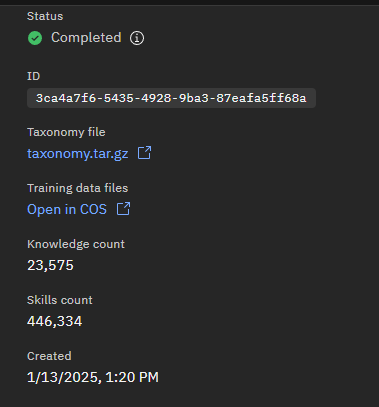 Status
Completed
ID
3ca4a7f6-5435-4928-9ba3-87eafa5ff68a
Taxonomy file
taxonomy.tar.gz
Training data files
Open in COS
Knowledge count
23,575
Skills count
446,334
Created
1/13/2025, 1:20 PM